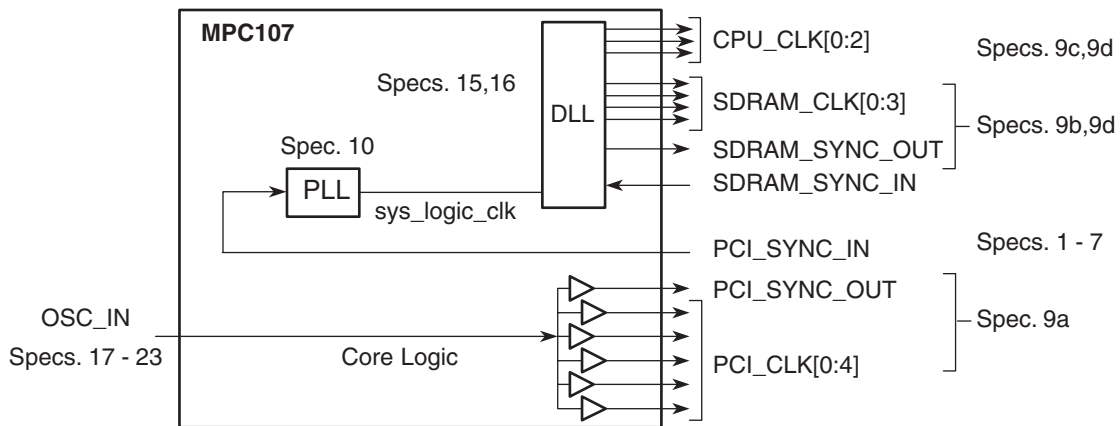 MPC107
CPU_CLK[0:2]
Specs. 9c,9d
Specs. 15,16
DLL
SDRAM_CLK[0:3]
Specs. 9b,9d
Spec. 10
SDRAM_SYNC_OUT
PLL
SDRAM_SYNC_IN
sys_logic_clk
PCI_SYNC_IN
Specs. 1 - 7
PCI_SYNC_OUT
OSC_IN
Spec. 9a
Specs. 17 - 23
Core Logic
PCI_CLK[0:4]